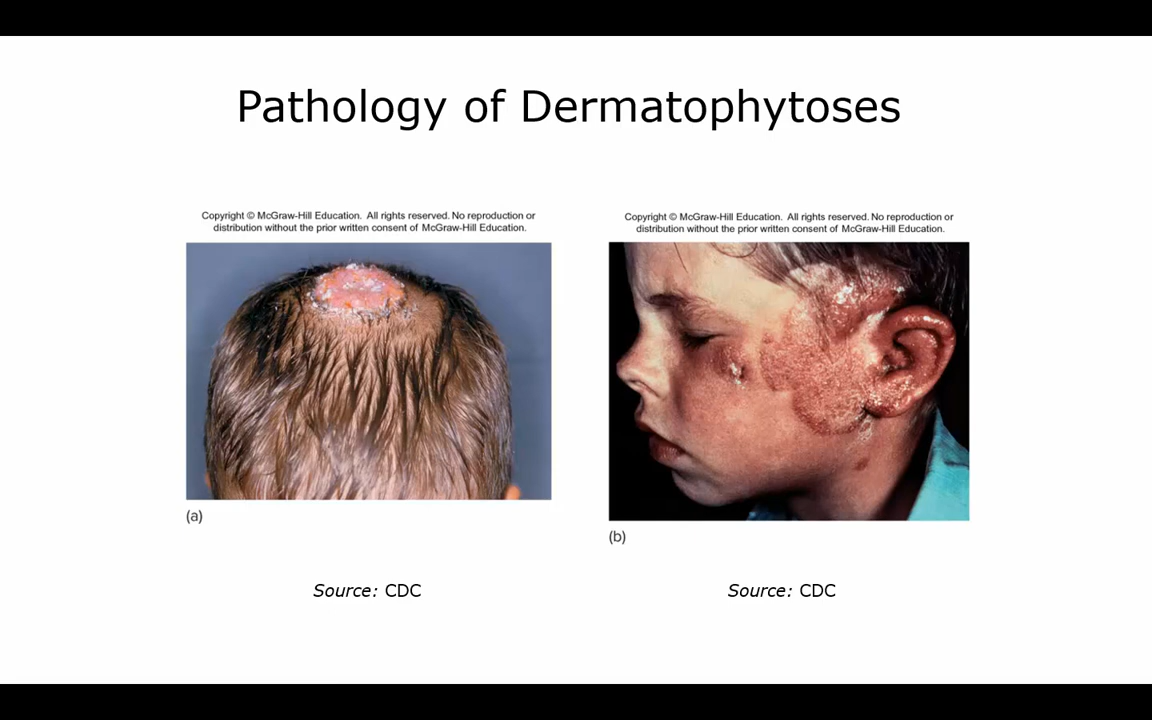 Pathology of Dermatophytoses
Copyright © McGraw-Hill Education. All rights reserved. No reproduction or
distribution without the prior written consent of McGraw-Hill Education.
(a)
Source: CDC
Copyright © McGraw-Hill Education. All rights reserved. No reproduction or
distribution without the prior written consent of McGraw-Hill Education.
(b)
Source: CDC